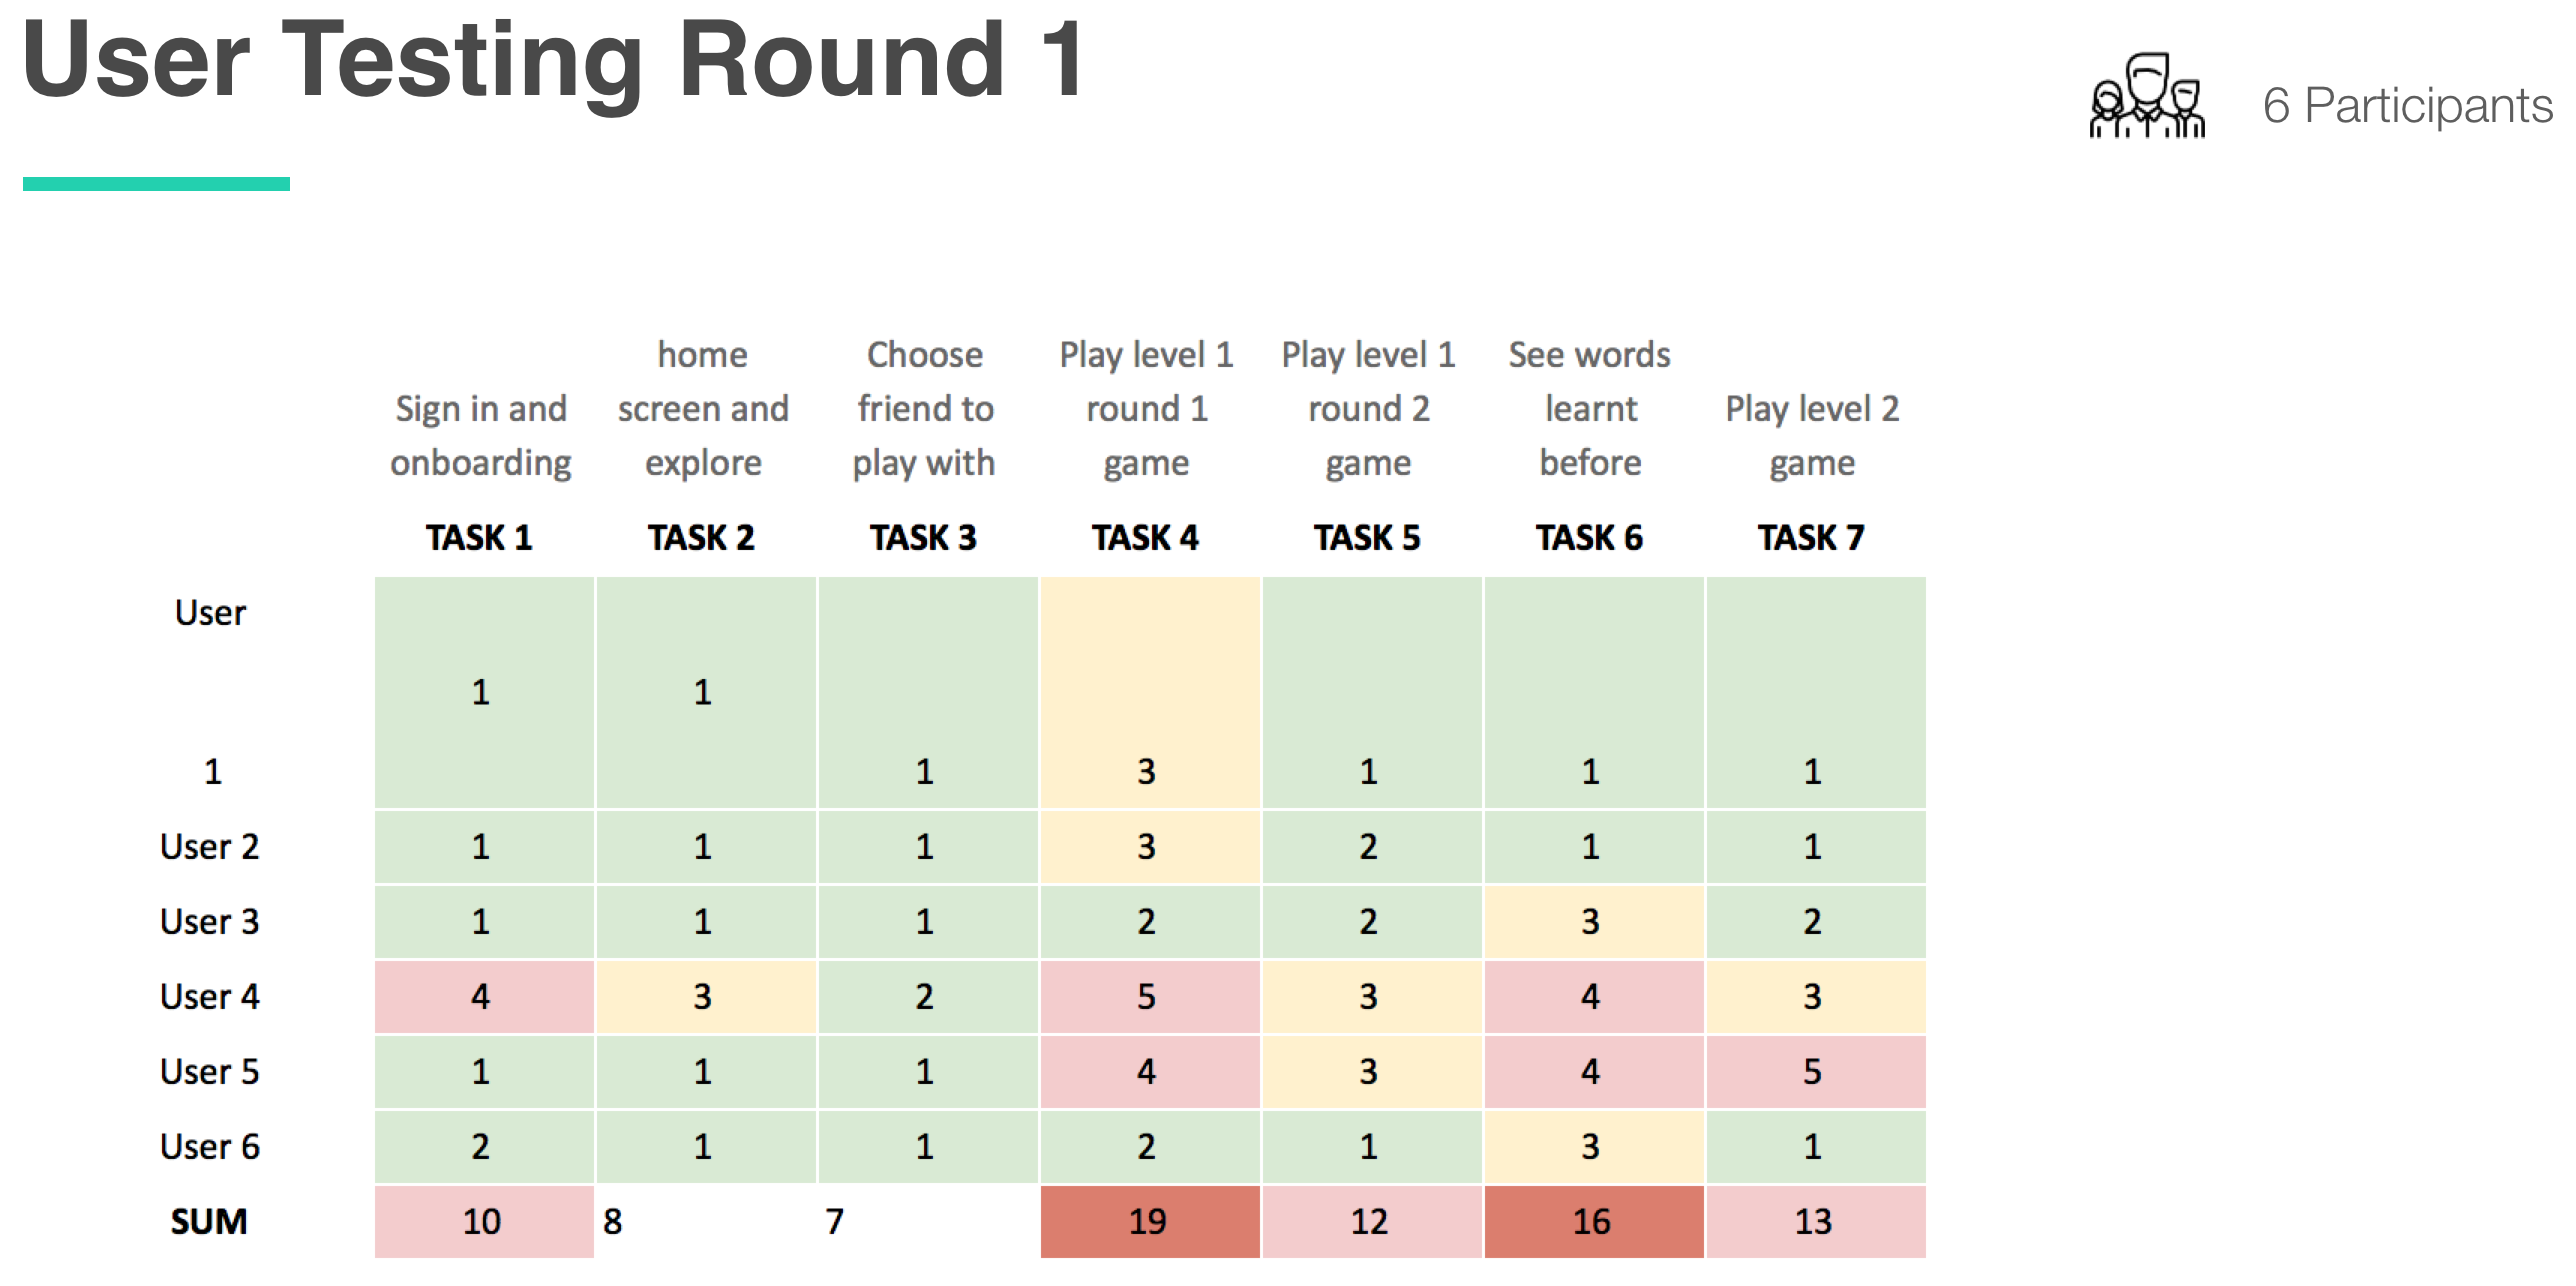 User Testing Round 1
6 Participants
home Choose Play level 1 Play level 1 See words
Sign in and screen and friend to round 1 round 2 learnt Play level 2
onboarding explore play with game game before game
TASK 1 TASK 2 TASK 3 TASK 4 TASK 5 TASK 6 TASK 7
User
1 1
1 1 3 1 1 1
User 2 1 1 1 3 2 1 1
User 3 1 1 1 2 2 3 2
User 4 4 3 2 5 3 4 3
User 5 1 1 1 4 3 4 5
User 6 2 1 1 2 1 3 1
SUM 10 8 7 19 12 16 13